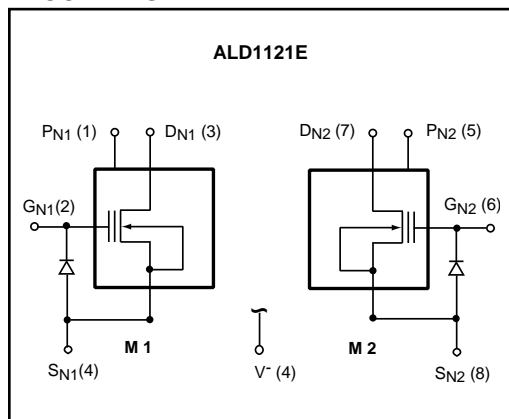 ALD1121E
PN1 (1) DN1 (3) DN2 (7) PN2 (5)
GN1(2) GN2 (6)
M 1 M 2
~
SN1(4) V- (4) SN2 (8)